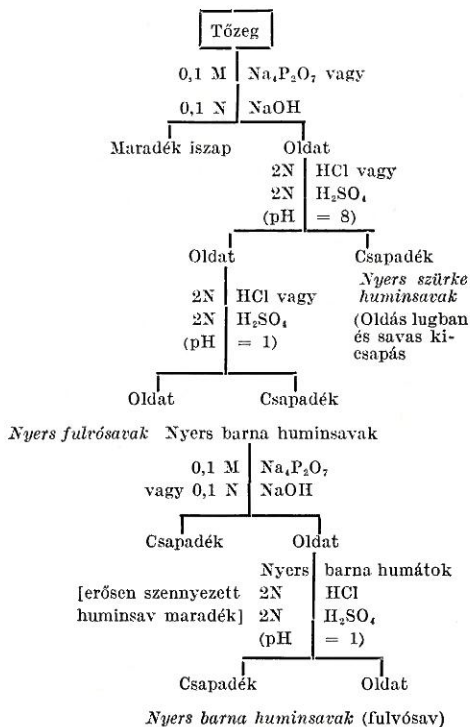 Tőzeg
0,1 M Na₄P₂O₇ vagy
0,1 N NaOH
Maradék iszap Oldat
2N HCl vagy
2N H₂SO₄
(pH = 8)
Oldat Csapadék
Nyers szürke
huminsavak
2N HCl vagy
2N H₂SO₄ (Oldás lugban
(pH = 1) és savas ki-
csapás
Oldat Csapadék
Nyers fulvósavak Nyers barna huminsavak
0,1 M Na₄P₂O₇
vagy 0,1 N NaOH
Csapadék Oldat
Nyers barna humátok
[erősen szennyezett 2N HCl
huminsav maradék] 2N H₂SO₄
(pH = 1)
Csapadék Oldat
Nyers barna huminsavak (fulvósav)